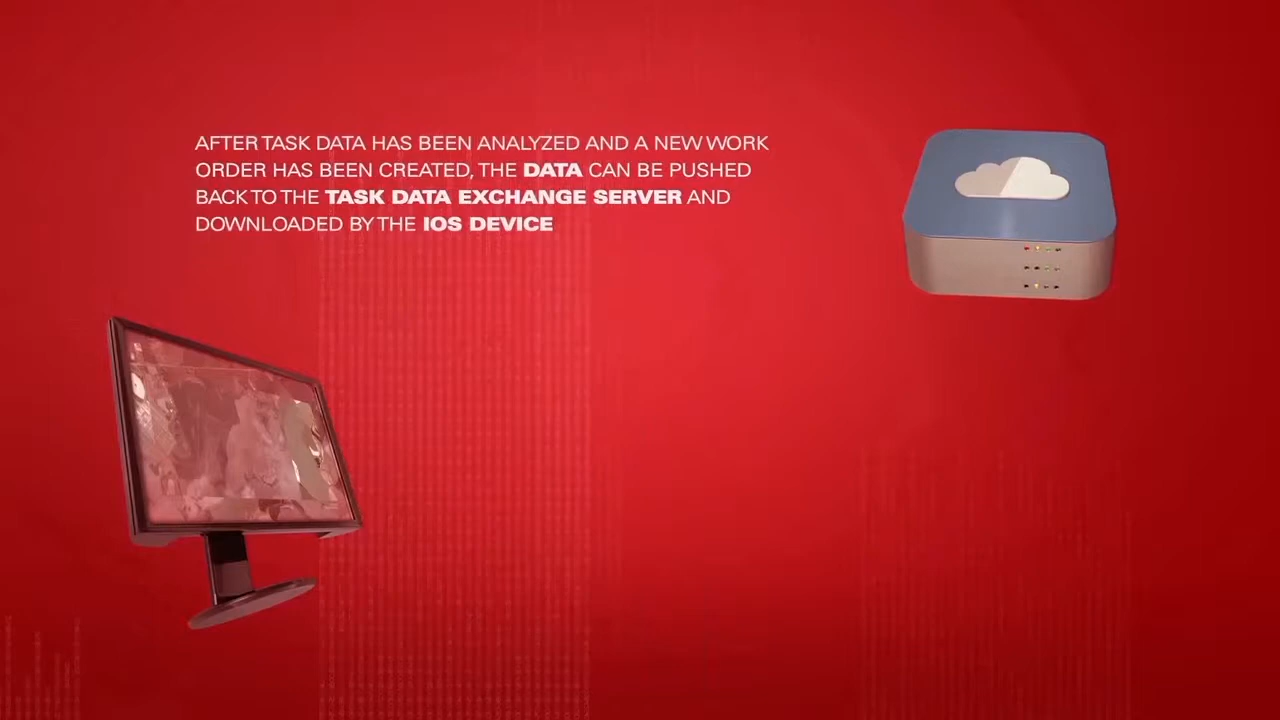 AFTER TASK DATA HAS BEEN ANALYZED AND A NEW WORK
ORDER HAS BEEN CREATED, THE DATA CAN BE PUSHED
BACK TO THE TASK DATA EXCHANGE SERVER AND
DOWNLOADED BY THE IOS DEVICE